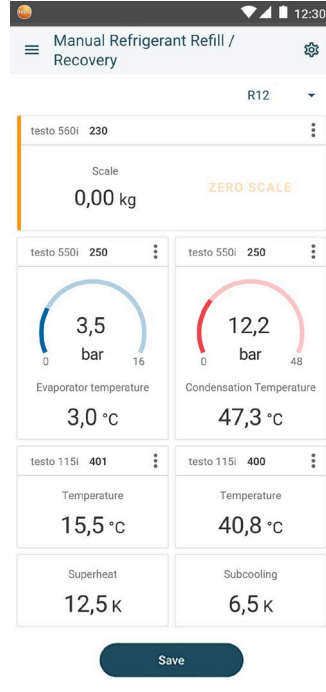 12:30
Manual Refrigerant Refill /
Recovery
R12
testo 560i 230
Scale
0,00 kg
ZERO SCALE
testo 550i 250
3,5
bar
0 16
Evaporator temperature
3,0 °C
testo 550i 250
12,2
bar
0 48
Condensation Temperature
47,3 °C
testo 115i 401
Temperature
15,5 °C
testo 115i 400
Temperature
40,8 °C
Superheat
12,5 K
Subcooling
6,5 K
Save